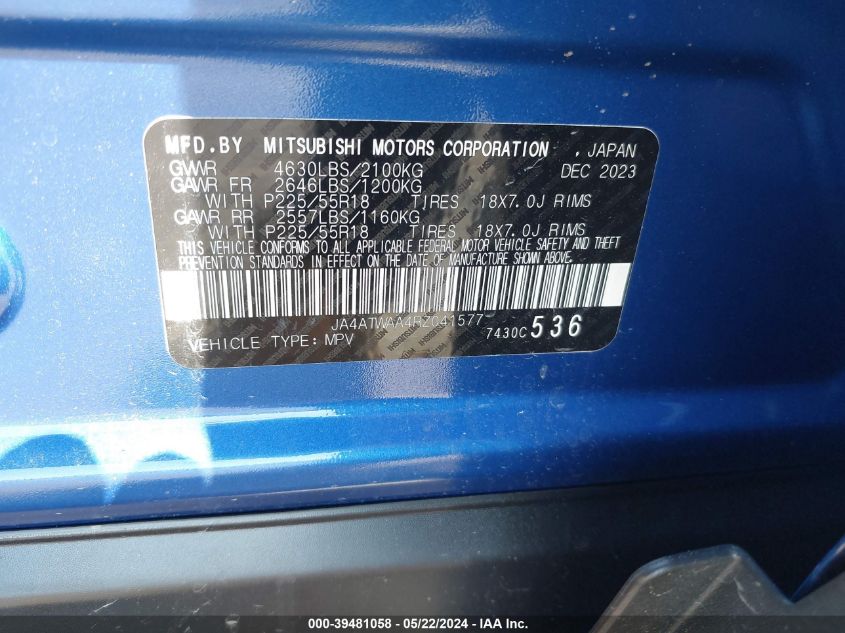 MFD.BY MITSUBISHI MOTORS CORPORATION , JAPAN
GVWR 4630LBS/2100KG DEC 2023
GAWR FR 2646LBS/1200KG
WITH P225/55R18 TIRES 18X7.0J RIMS
GAWR RR 2557LBS/1160KG
WITH P225/55R18 TIRES 18X7.0J RIMS
THIS VEHICLE CONFORMS TO ALL APPLICABLE FEDERAL MOTOR VEHICLE SAFETY AND THEFT
PREVENTION STANDARDS IN EFFECT ON THE DATE OF MANUFACTURE SHOWN ABOVE.
JA4ATWAA4RZ041577
VEHICLE TYPE: MPV 7430C 536
000-39481058 - 05/22/2024 - IAAI.com